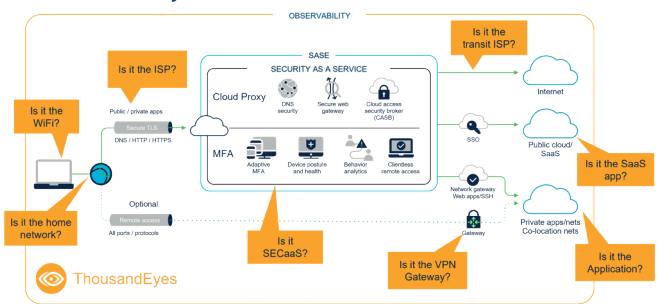 OBSERVABILITY
SASE
SECURITY AS A SERVICE
Is it the
transit ISP?
Is it the ISP?
Cloud Proxy
DNS
security
Secure web
gateway
Cloud access
security broker
(CASB)
Internet
Is it the
WiFi?
Public / private apps
Secure TLS
DNS / HTTP / HTTPS
SSO
Public cloud/
SaaS
MFA
Adaptive
MFA
Device posture
and health
Behavior
analytics
Clientless
remote access
Is it the SaaS
app?
Network gateway
Web apps/SSH
Is it the home
network?
Optional
Remote access
All ports / protocols
Is it
SECaaS?
Gateway
Private apps/nets
Co-location nets
Is it the VPN
Gateway?
Is it the
Application?
ThousandEyes